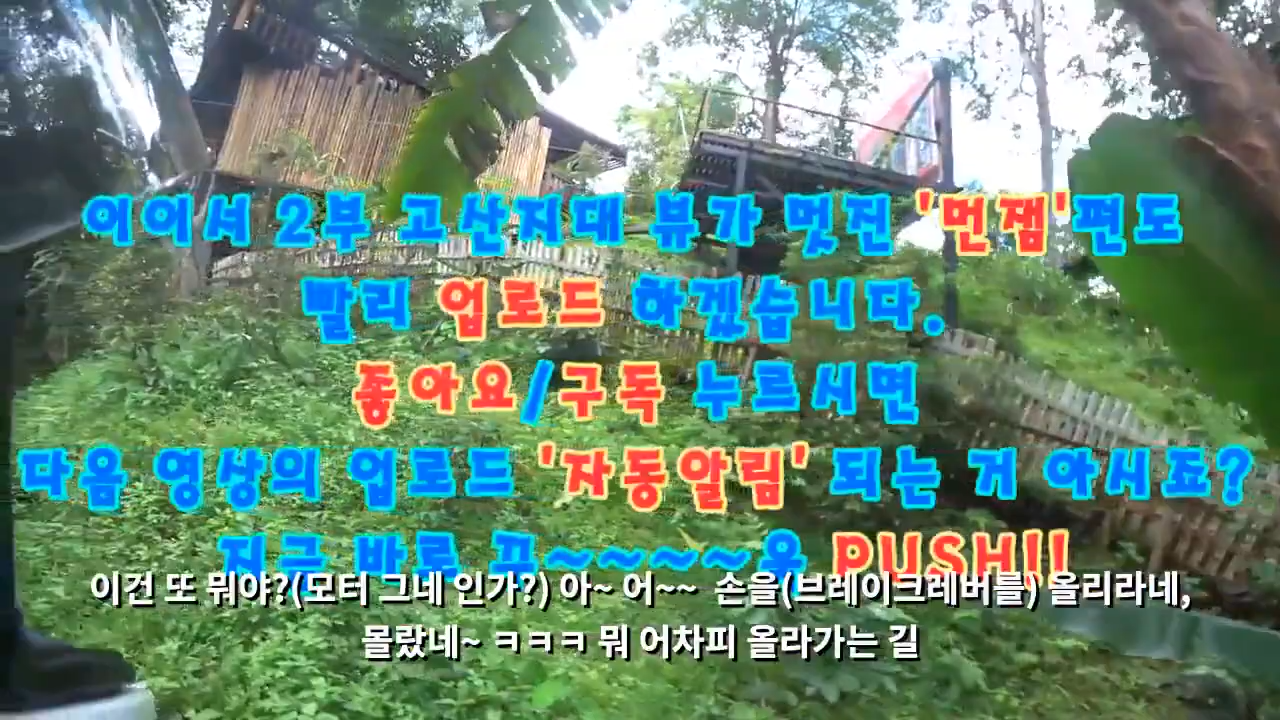 이이서 2부 고산지대 뷰가 멋진 '먼잼'편도
빨리 업로드 하겠습니다.
좋아요/구독 누르시면
다음 영상의 업로드 '자동알림' 되는 거 아시죠?
지금 바로 꾸~~~~~욱 PUSH!!
이건 또 뭐야?(모터 그네 인가?) 아~ 어~~ 손을(브레이크레버를) 올리라네,
몰랐네~ ㅋㅋㅋ 뭐 어차피 올라가는 길